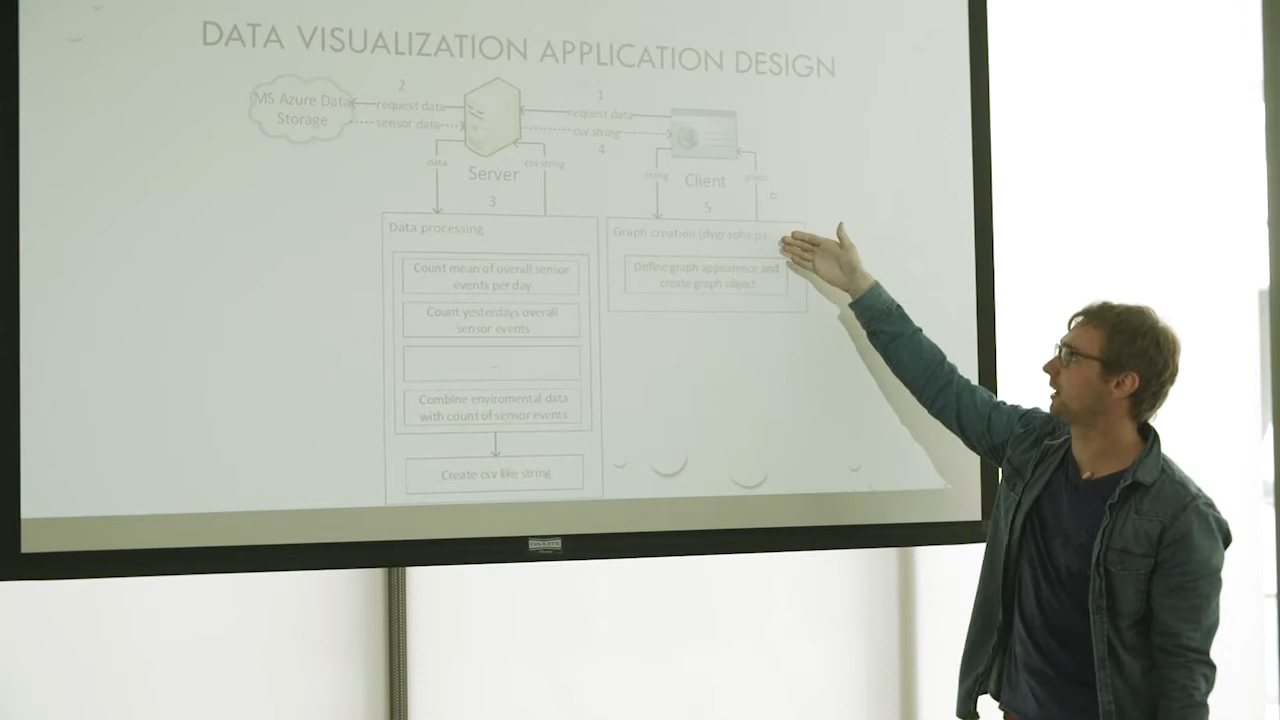 DATA VISUALIZATION APPLICATION DESIGN
2
1
MS Azure Data
Storage
request data
sensor data
request data
csv string
4
data
csv string
Server
3
string
Client
graph
5
6
Data processing
Count mean of overall sensor
events per day
Count yesterdays overall
sensor events
...
Combine enviromental data
with count of sensor events
Create csv like string
Graph creation (dygraphs.js)
Define graph appearence and
create graph object